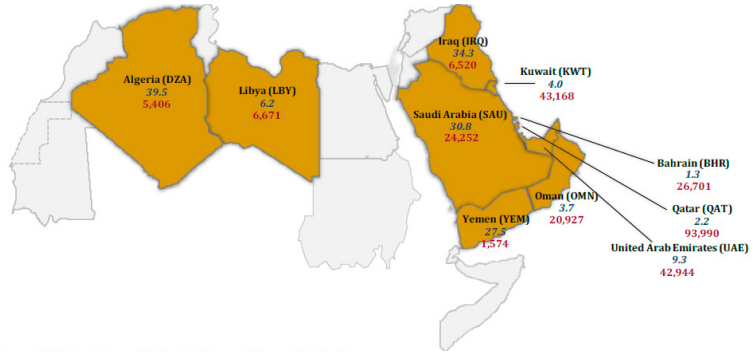 Algeria (DZA)
39.5
5,406
Libya (LBY)
6.2
6,671
Iraq (IRQ)
34.3
6,520
Kuwait (KWT)
4.0
43,168
Saudi Arabia (SAU)
30.8
24,252
Bahrain (BHR)
1.3
26,701
Oman (OMN)
3.7
20,927
Qatar (QAT)
2.2
93,990
Yemen (YEM)
27.5
1,574
United Arab Emirates (UAE)
9.3
42,944